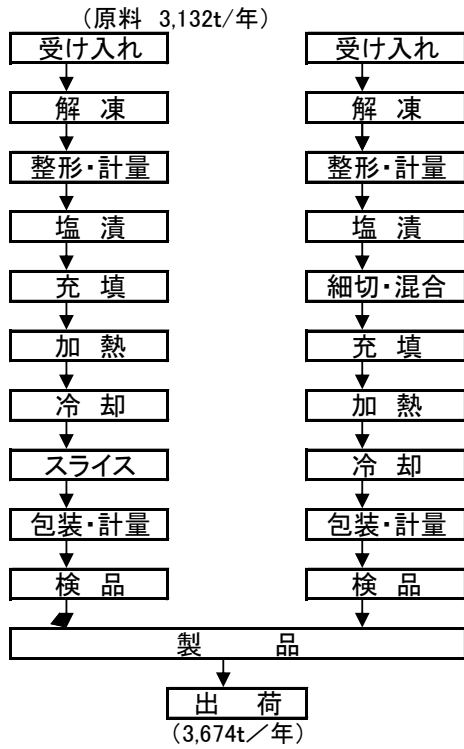 （原料 3,132t/年）
受け入れ 受け入れ
解 凍 解 凍
整形・計量 整形・計量
塩 漬 塩 漬
充 填 細切・混合
加 熱 充 填
冷 却 加 熱
スライス 冷 却
包装・計量 包装・計量
検 品 検 品
製 品
出 荷
（3,674t／年）